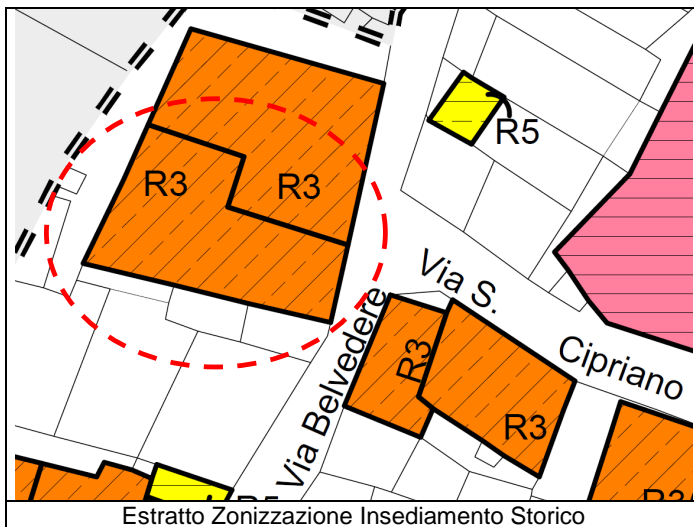 R5
R3
R3
Via S.
Cipriano
Via Belvedere
R3
R3
Estratto Zonizzazione Insediamento Storico